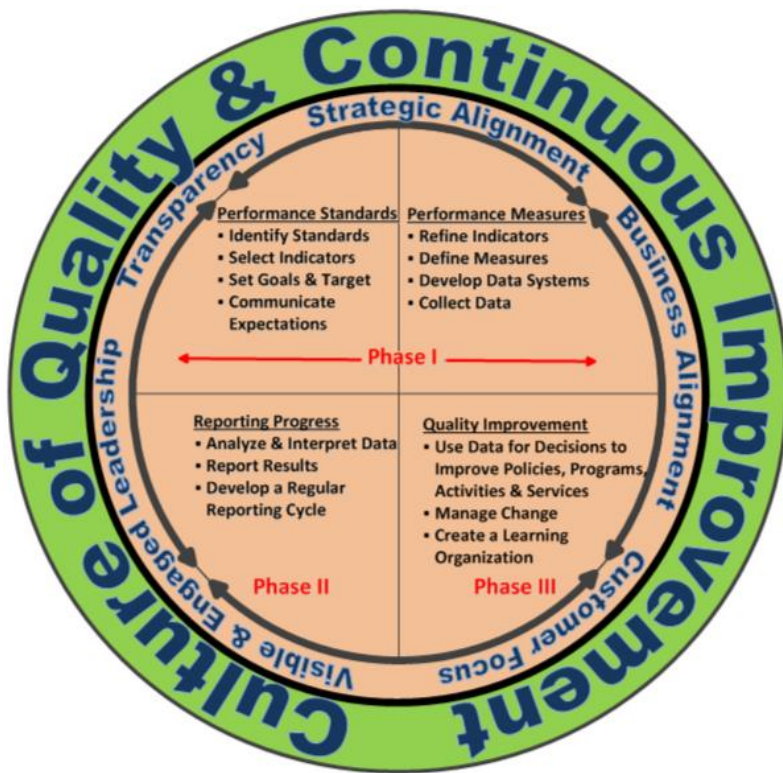 Culture of Quality & Continuous Improvement
Transparency
Strategic Alignment
Business Alignment
Customer Focus
Visible & Engaged Leadership
Performance Standards
▪ Identify Standards
▪ Select Indicators
▪ Set Goals & Target
▪ Communicate
Expectations
Performance Measures
▪ Refine Indicators
▪ Define Measures
▪ Develop Data Systems
▪ Collect Data
Phase I
Reporting Progress
▪ Analyze & Interpret Data
▪ Report Results
▪ Develop a Regular
Reporting Cycle
Phase II
Quality Improvement
▪ Use Data for Decisions to
Improve Policies, Programs,
Activities & Services
▪ Manage Change
▪ Create a Learning
Organization
Phase III